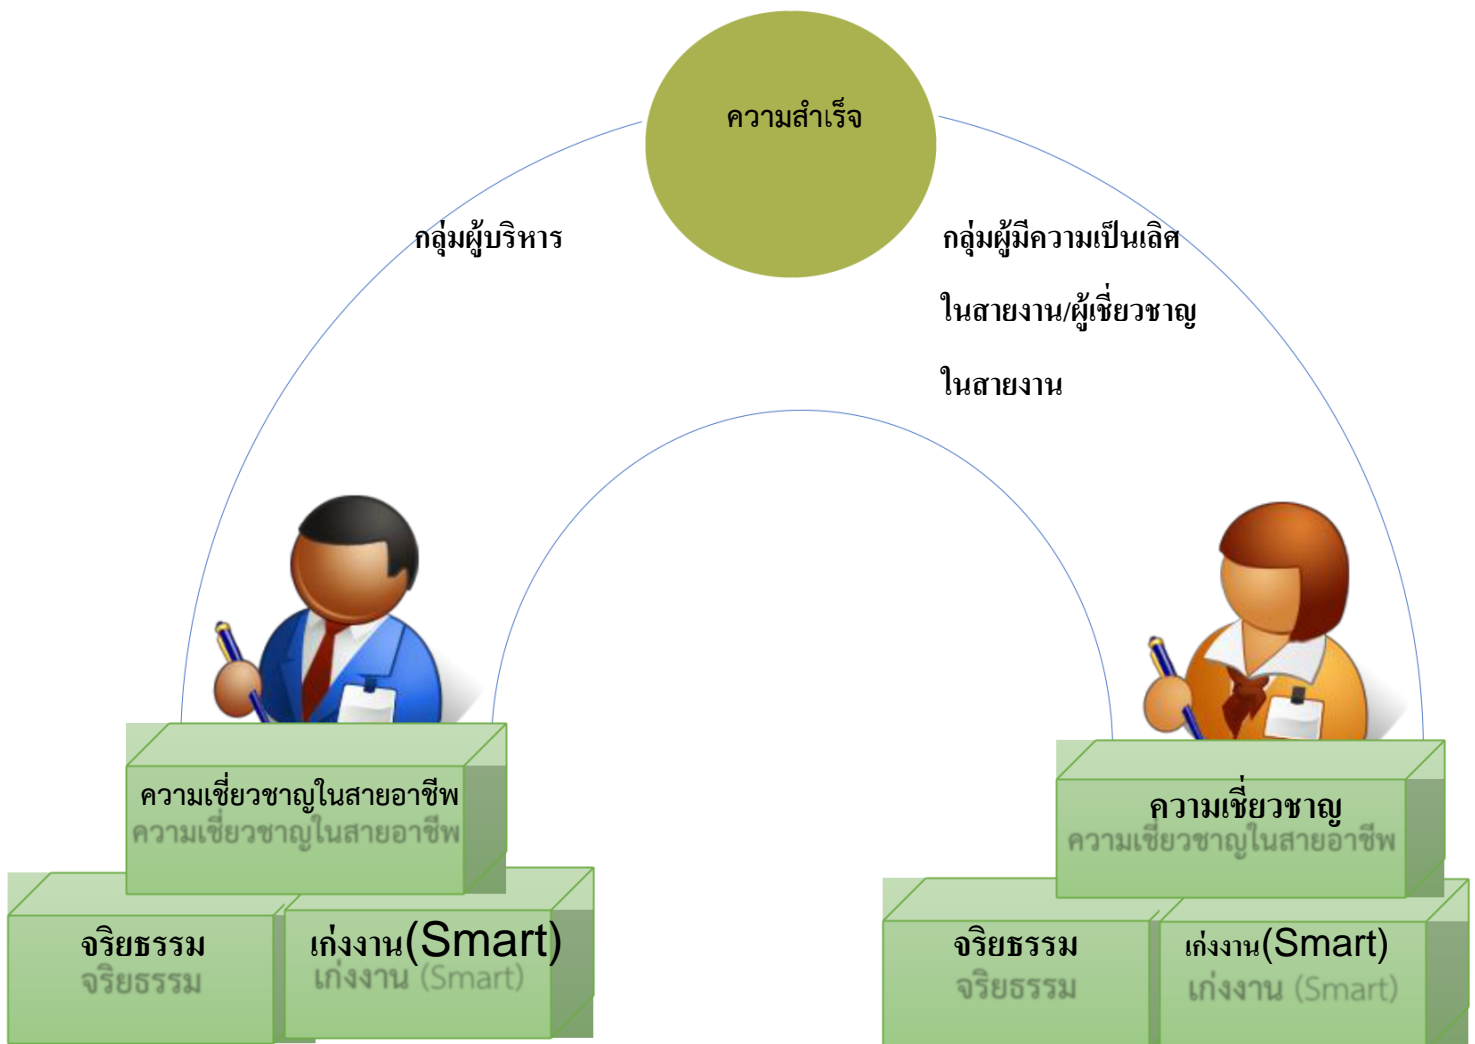 ความสำเร็จ
กลุ่มผู้บริหาร
กลุ่มผู้มีความเป็นเลิศ
ในสายงาน/ผู้เชี่ยวชาญ
ในสายงาน
ความเชี่ยวชาญในสายอาชีพ
ความเชี่ยวชาญในสายอาชีพ
จริยธรรม
จริยธรรม
เก่งงาน(Smart)
เก่งงาน (Smart)
ความเชี่ยวชาญ
ความเชี่ยวชาญในสายอาชีพ
จริยธรรม
จริยธรรม
เก่งงาน(Smart)
เก่งงาน (Smart)